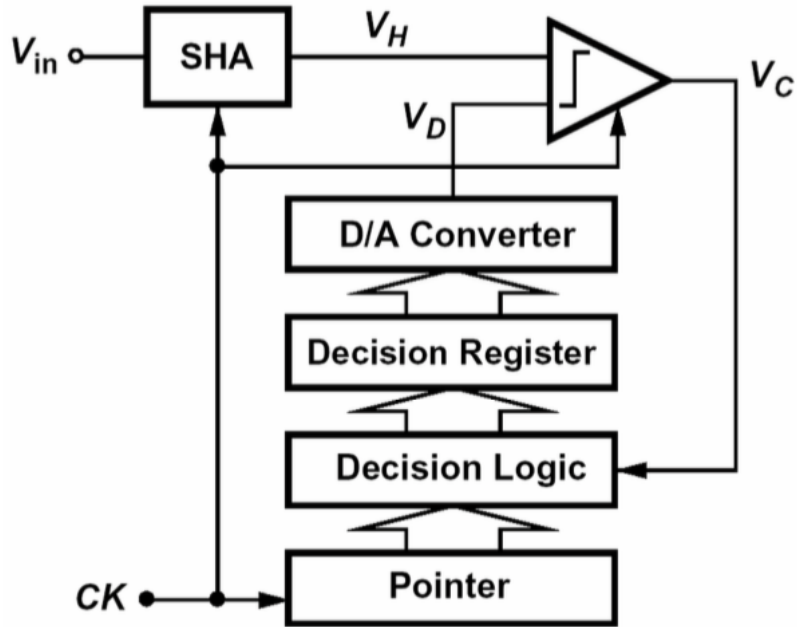 V_in
SHA
V_H
V_D
V_C
D/A Converter
Decision Register
Decision Logic
CK
Pointer